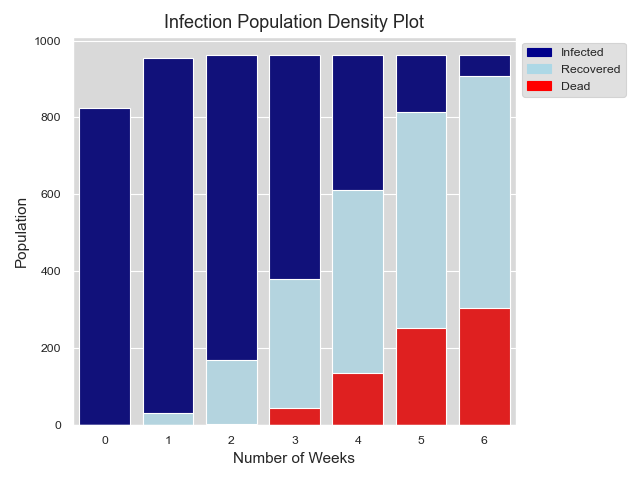 Infection Population Density Plot
Infected
Recovered
Dead
1000
800
600
400
200
0
Population
0 1 2 3 4 5 6
Number of Weeks